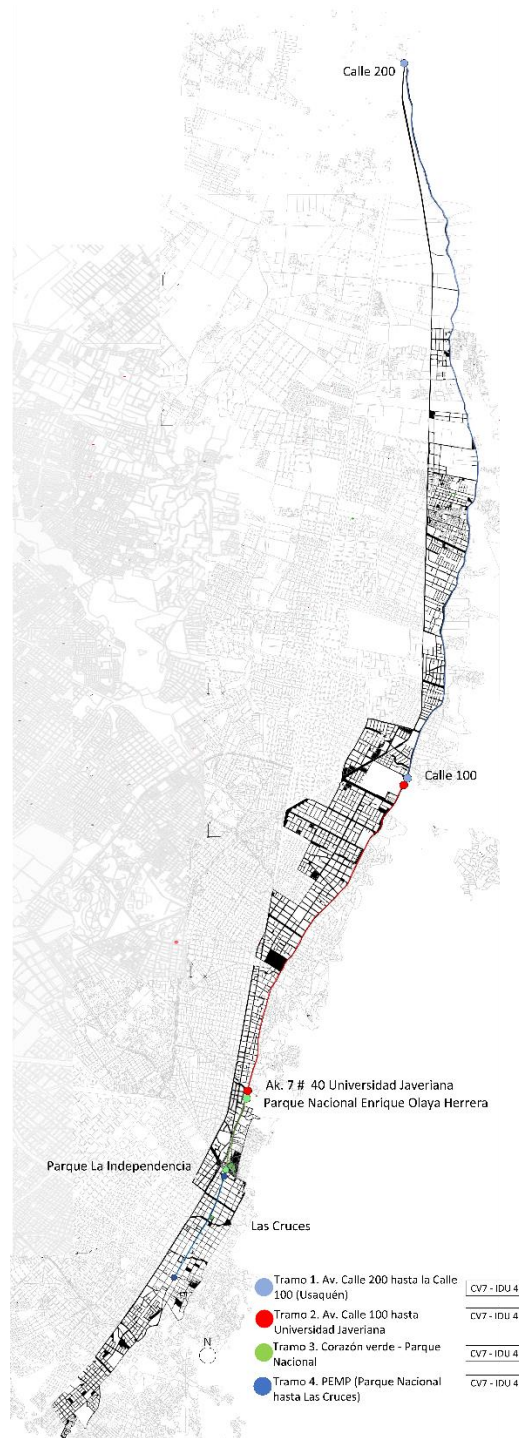 Calle 200
Calle 100
Ak. 7 # 40 Universidad Javeriana
Parque Nacional Enrique Olaya Herrera
Parque La Independencia
Las Cruces
Tramo 1. Av. Calle 200 hasta la Calle
100 (Usaquén)
CV7 - IDU 4
Tramo 2. Av. Calle 100 hasta
Universidad Javeriana
CV7 - IDU 4
Tramo 3. Corazón verde - Parque
Nacional
CV7 - IDU 4
Tramo 4. PEMP (Parque Nacional
hasta Las Cruces)
CV7 - IDU 4
N